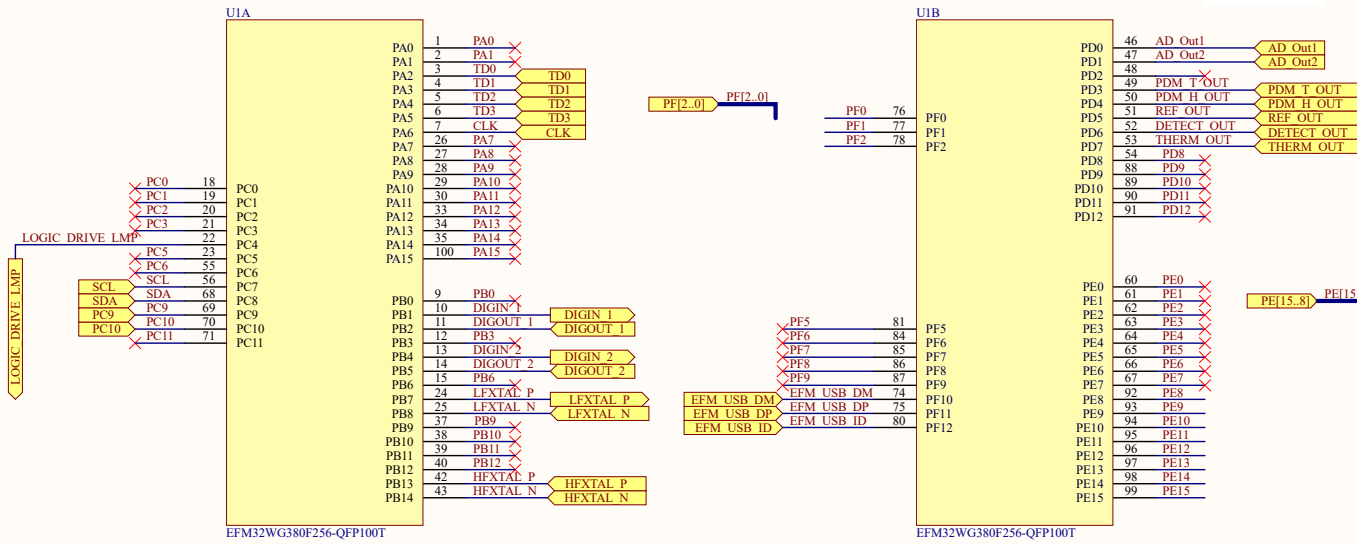 U1A
PA0 1 PA0
PA1 2 PA1
PA2 3 TD0 TD0
PA3 4 TD1 TD1
PA4 5 TD2 TD2
PA5 6 TD3 TD3
PA6 7 CLK CLK
PA7 26 PA7
PA8 27 PA8
PA9 28 PA9
PC0 18 PC0 PA10 29 PA10
PC1 19 PC1 PA11 30 PA11
PC2 20 PC2 PA12 33 PA12
PC3 21 PC3 PA13 34 PA13
LOGIC_DRIVE_LMP 22 PC4 PA14 35 PA14
PC5 23 PC5 PA15 100 PA15
PC6 55 PC6
SCL SCL 56 PC7
SDA SDA 68 PC8 PB0 9 PB0
PC9 PC9 69 PC9 PB1 10 DIGIN_1 DIGIN_1
PC10 PC10 70 PC10 PB2 11 DIGOUT_1 DIGOUT_1
PC11 71 PC11 PB3 12 PB3
PB4 13 DIGIN_2 DIGIN_2
PB5 14 DIGOUT_2 DIGOUT_2
PB6 15 PB6
PB7 24 LFXTAL_P LFXTAL_P
PB8 25 LFXTAL_N LFXTAL_N
PB9 37 PB9
PB10 38 PB10
PB11 39 PB11
PB12 40 PB12
PB13 42 HFXTAL_P HFXTAL_P
PB14 43 HFXTAL_N HFXTAL_N
LOGIC_DRIVE_LMP
EFM32WG380F256-QFP100T
PF[2..0] PF[2..0]
U1B
PD0 46 AD_Out1 AD_Out1
PD1 47 AD_Out2 AD_Out2
PD2 48
PD3 49 PDM_T_OUT PDM_T_OUT
PD4 50 PDM_H_OUT PDM_H_OUT
PF0 76 PF0 PD5 51 REF_OUT REF_OUT
PF1 77 PF1 PD6 52 DETECT_OUT DETECT_OUT
PF2 78 PF2 PD7 53 THERM_OUT THERM_OUT
PD8 54 PD8
PD9 88 PD9
PD10 89 PD10
PD11 90 PD11
PD12 91 PD12
PE0 60 PE0
PE1 61 PE1 PE[15..8] PE[15
PE2 62 PE2
PF5 81 PF5 PE3 63 PE3
PF6 84 PF6 PE4 64 PE4
PF7 85 PF7 PE5 65 PE5
PF8 86 PF8 PE6 66 PE6
PF9 87 PF9 PE7 67 PE7
EFM_USB_DM EFM_USB_DM 74 PF10 PE8 92 PE8
EFM_USB_DP EFM_USB_DP 75 PF11 PE9 93 PE9
EFM_USB_ID EFM_USB_ID 80 PF12 PE10 94 PE10
PE11 95 PE11
PE12 96 PE12
PE13 97 PE13
PE14 98 PE14
PE15 99 PE15
EFM32WG380F256-QFP100T